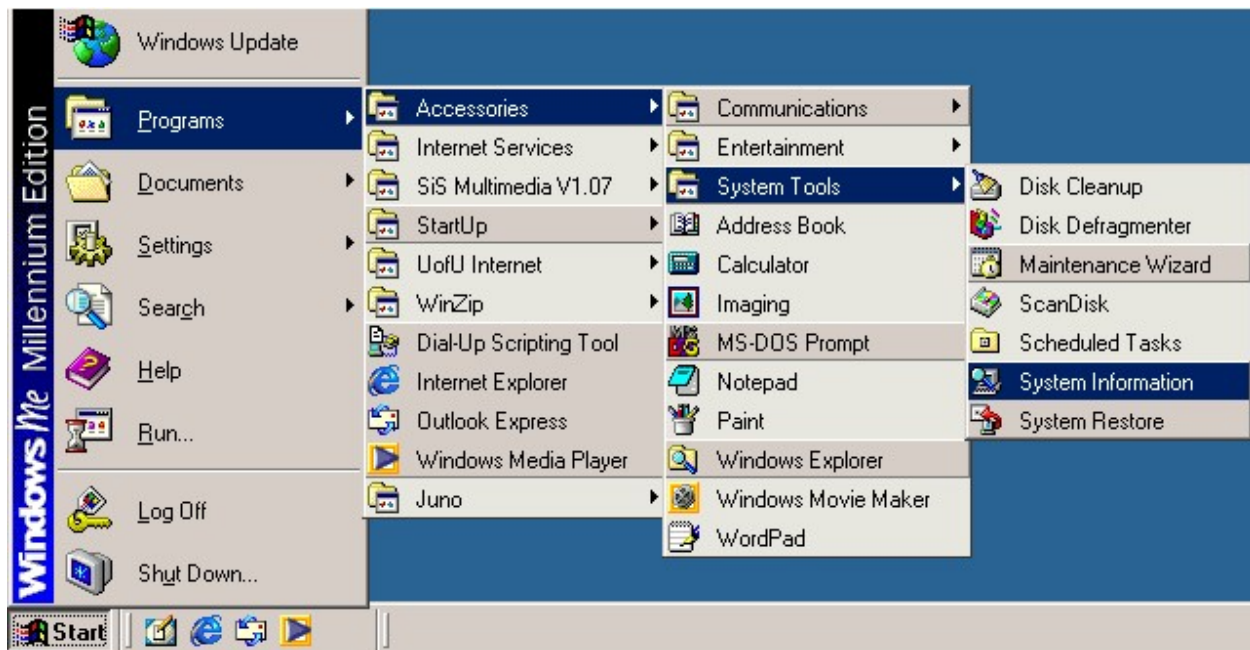 Windows Me Millennium Edition
Windows Update
Programs
Documents
Settings
Search
Help
Run...
Log Off
Shut Down...
Accessories
Internet Services
SiS Multimedia V1.07
StartUp
UofU Internet
WinZip
Dial-Up Scripting Tool
Internet Explorer
Outlook Express
Windows Media Player
Juno
Communications
Entertainment
System Tools
Address Book
Calculator
Imaging
MS-DOS Prompt
Notepad
Paint
Windows Explorer
Windows Movie Maker
WordPad
Disk Cleanup
Disk Defragmenter
Maintenance Wizard
ScanDisk
Scheduled Tasks
System Information
System Restore
Start